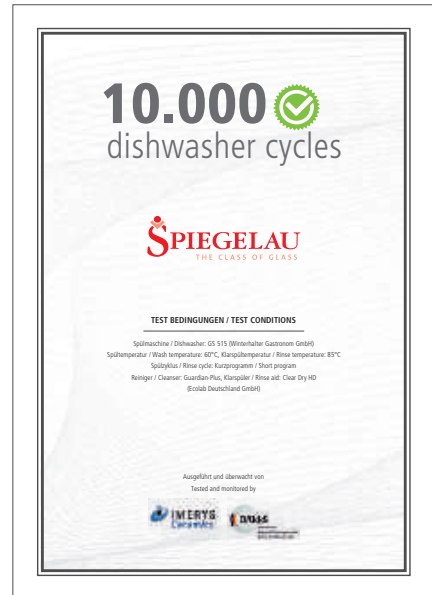 10.000
dishwasher cycles
SPIEGELAU
THE CLASS OF GLASS
TEST BEDINGUNGEN / TEST CONDITIONS
Spülmaschine / Dishwasher: GS 515 (Winterhalter Gastronom GmbH)
Spültemperatur / Wash temperature: 60°C, Klarspültemperatur / Rinse temperature: 85°C
Spülzyklus / Rinse cycle: Kurzprogramm / Short program
Reiniger / Cleanser: Guardian-Plus, Klarspüler / Rinse aid: Clear Dry HD
(Ecolab Deutschland GmbH)
Ausgeführt und überwacht von
Tested and monitored by
IMERYS
Ceramics